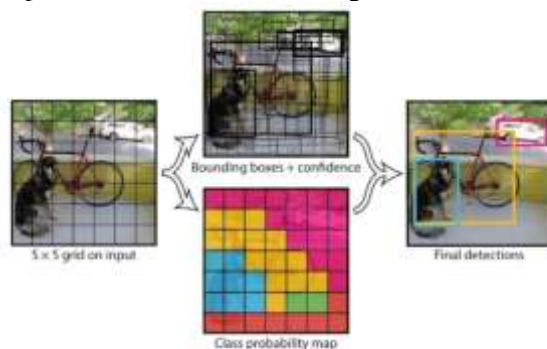 S × S grid on input
Bounding boxes + confidence
Class probability map
Final detections